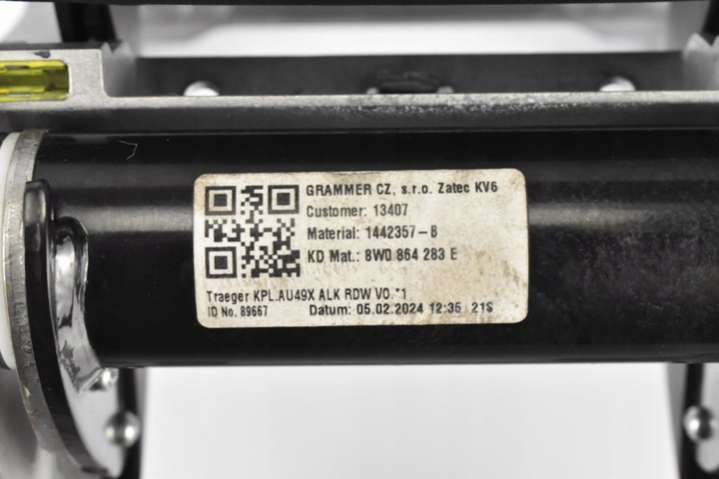 GRAMMER CZ, s.r.o. Zatec KV6
Customer: 13407
Material: 1442357-B
KD Mat.: 8W0 864 283 E
Traeger KPL.AU49X ALK RDW VO.*1
ID No. 89667 Datum: 05.02.2024 12:35 21S